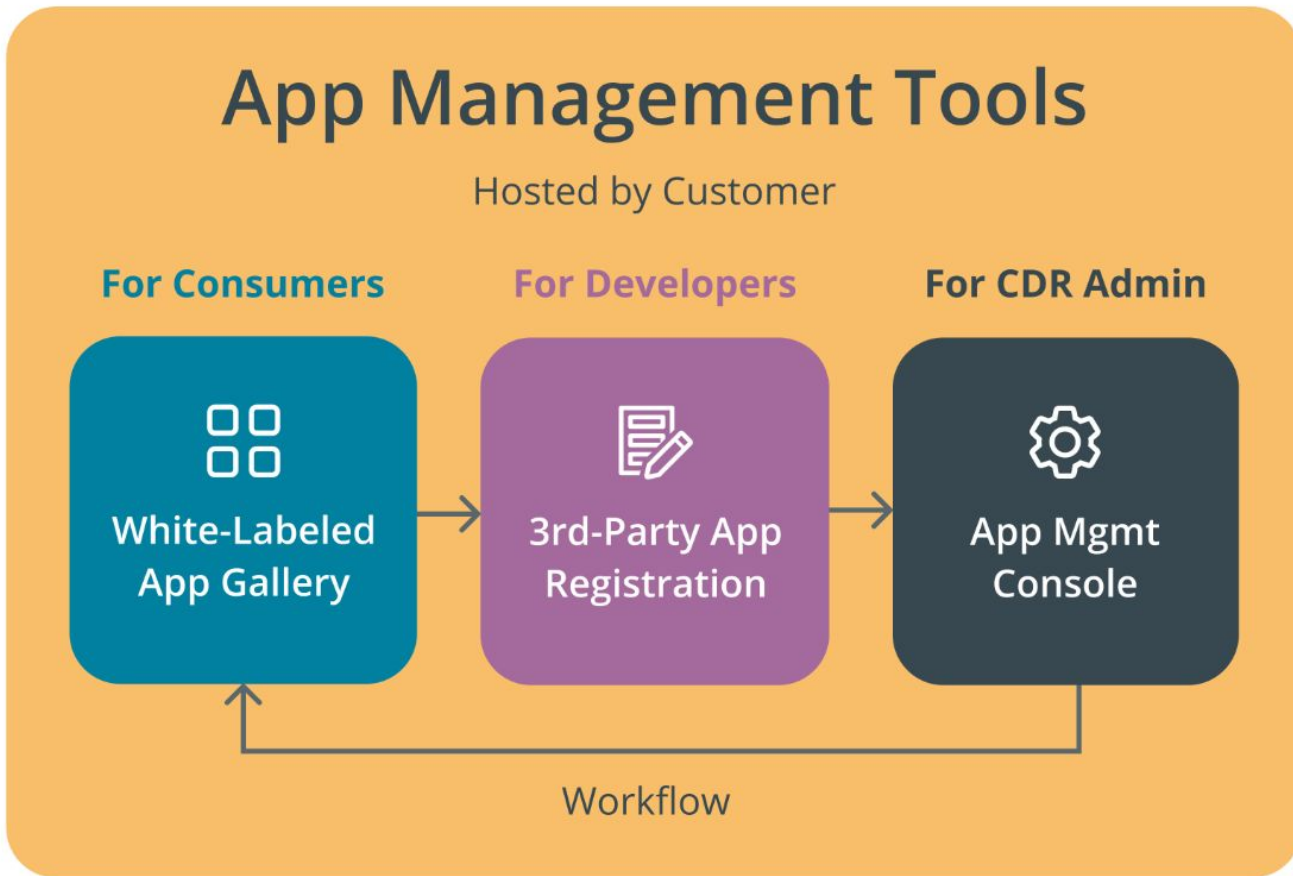 App Management Tools
Hosted by Customer
For Consumers
For Developers
For CDR Admin
White-Labeled
App Gallery
3rd-Party App
Registration
App Mgmt
Console
Workflow